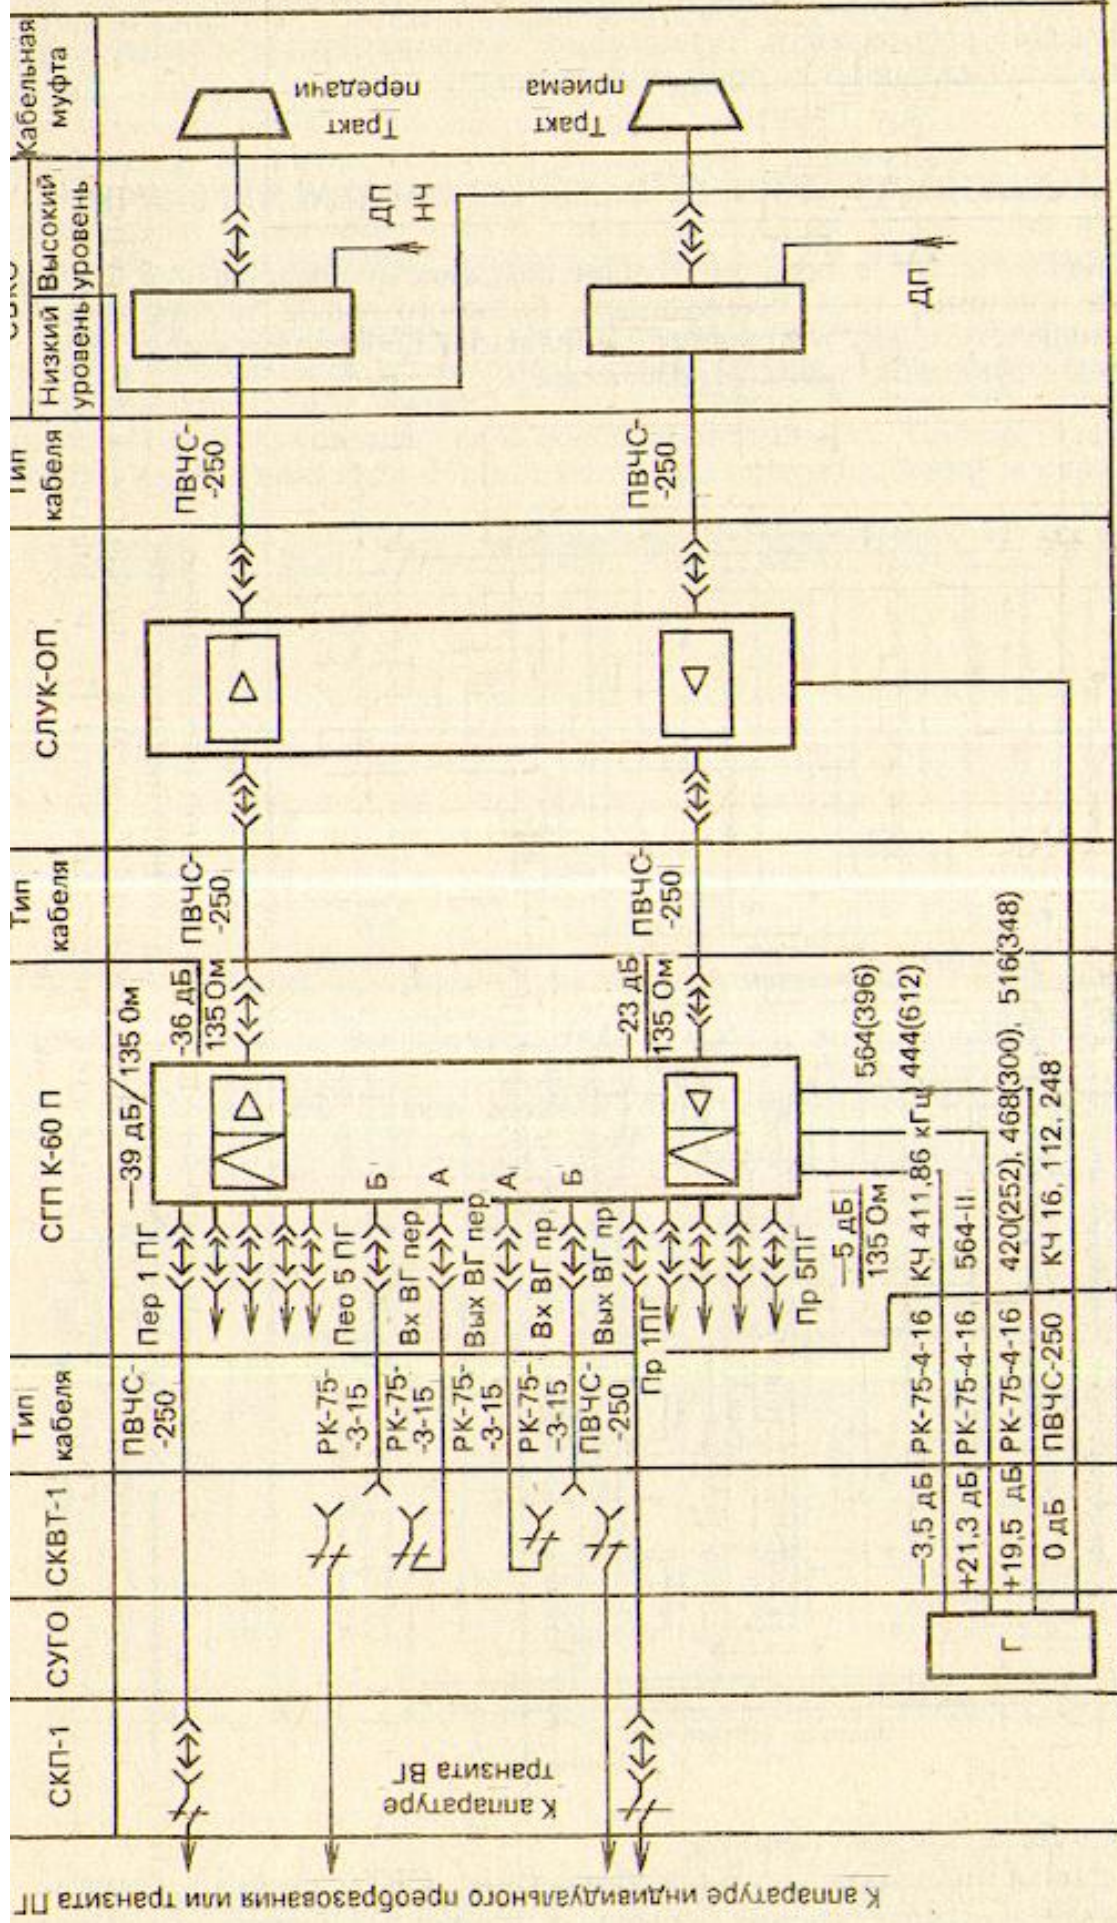 СКП-1
СУГО
СКВТ-1
Тип
кабеля
СГП К-60 П
Тип
кабеля
СЛУК-ОП
Тип
кабеля
Низкий
уровень
Высокий
уровень
Кабельная
муфта
К аппаратуре индивидуального преобразования или транзита ПГ
К аппаратуре
транзита ВГ
ПВЧС-
-250
РК-75-
-3-15
РК-75-
-3-15
РК-75-
-3-15
РК-75-
-3-15
ПВЧС-
-250
Пер 1 ПГ
Пео 5 ПГ
Вх ВГ пер
Вых ВГ пер
Вх ВГ пр
Вых ВГ пр
Пр 1ПГ
Пр 5ПГ
Б
А
А
Б
—39 дБ/135 Ом
-36 дБ
135 Ом
—23 дБ
135 Ом
—5 дБ
135 Ом
ПВЧС-
-250
ПВЧС-
-250
ПВЧС-
-250
ПВЧС-
-250
ДП
НЧ
ДП
Тракт
передачи
Тракт
приема
Г
—3,5 дБ РК-75-4-16 КЧ 411,86 кГц, 444(612)
564(396)
+21,3 дБ РК-75-4-16 564-II
+19,5 дБ РК-75-4-16 420(252), 468(300), 516(348)
0 дБ ПВЧС-250 КЧ 16, 112, 248